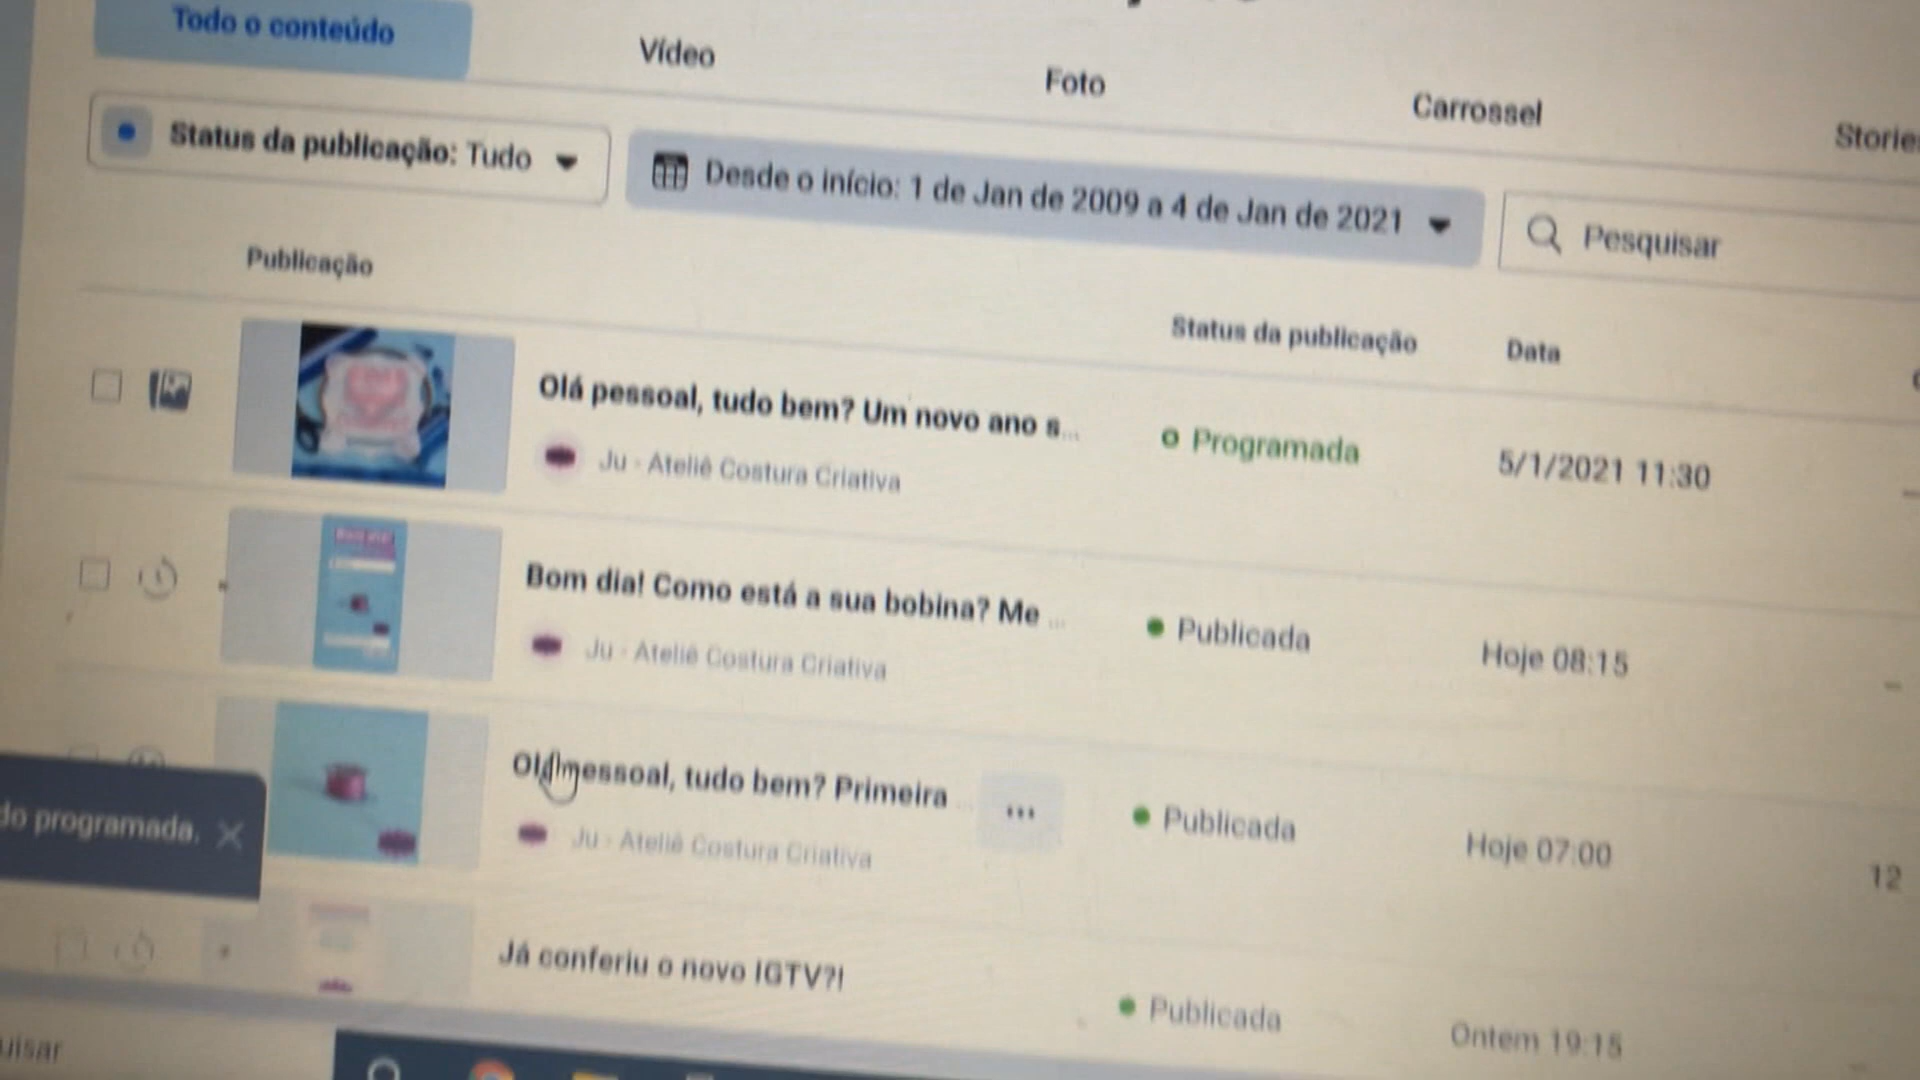 Todo o conteúdo
Vídeo
Foto
Carrossel
Stories
Status da publicação: Tudo
Desde o início: 1 de Jan de 2009 a 4 de Jan de 2021
Pesquisar
Publicação
Status da publicação
Data
Olá pessoal, tudo bem? Um novo ano s...
Ju - Ateliê Costura Criativa
Programada
5/1/2021 11:30
Bom dia! Como está a sua bobina? Me ...
Ju - Ateliê Costura Criativa
Publicada
Hoje 08:15
Olá pessoal, tudo bem? Primeira ...
Ju - Ateliê Costura Criativa
Publicada
Hoje 07:00
12
do programada.
Já conferiu o novo IGTV?!
Publicada
Ontem 19:15
uisar